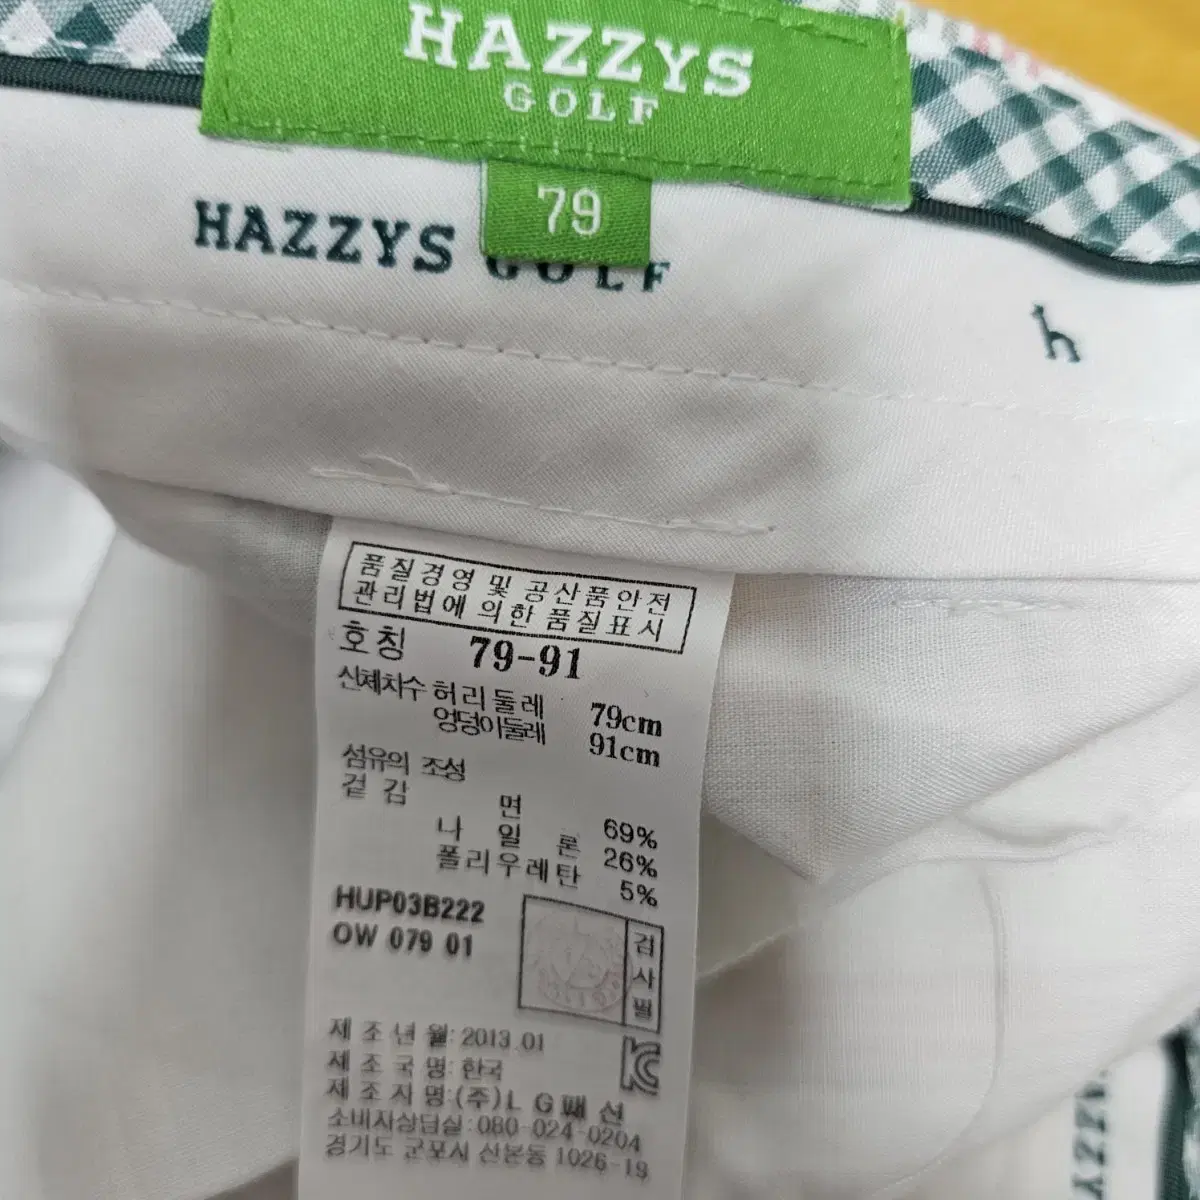 HAZZYS
GOLF
79
HAZZYS GOLF
h
품질경영 및 공산품안전
관리법에 의한 품질표시
호칭 79-91
신체치수 허리둘레 79cm
엉덩이둘레 91cm
섬유의 조성
겉감
면 69%
나일론 26%
폴리우레탄 5%
HUP03B222
OW 079 01
검사필
제조년월: 2013.01
제조국명: 한국
제조자명:(주)LG패션
소비자상담실:080-024-0204
경기도 군포시 산본동 1026-19